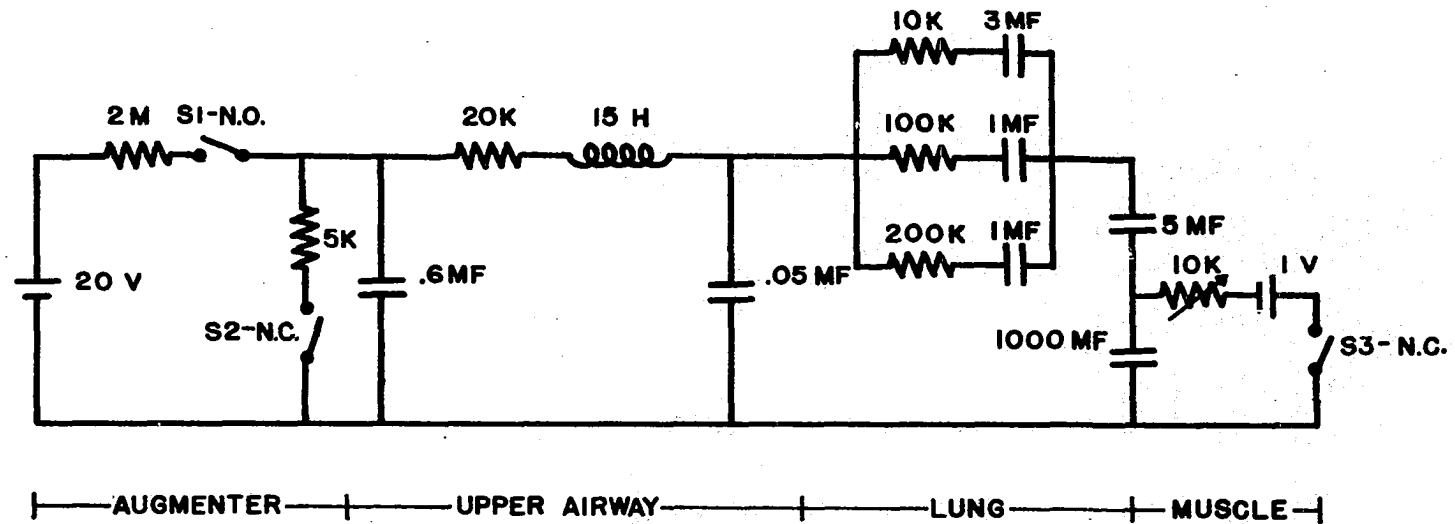 10K 3MF
2M S1-N.O. 20K 15 H 100K 1MF
5K 200K 1MF 5 MF
20 V .6MF .05 MF 10K 1 V
S2-N.C. 1000 MF S3-N.C.
AUGMENTER UPPER AIRWAY LUNG MUSCLE